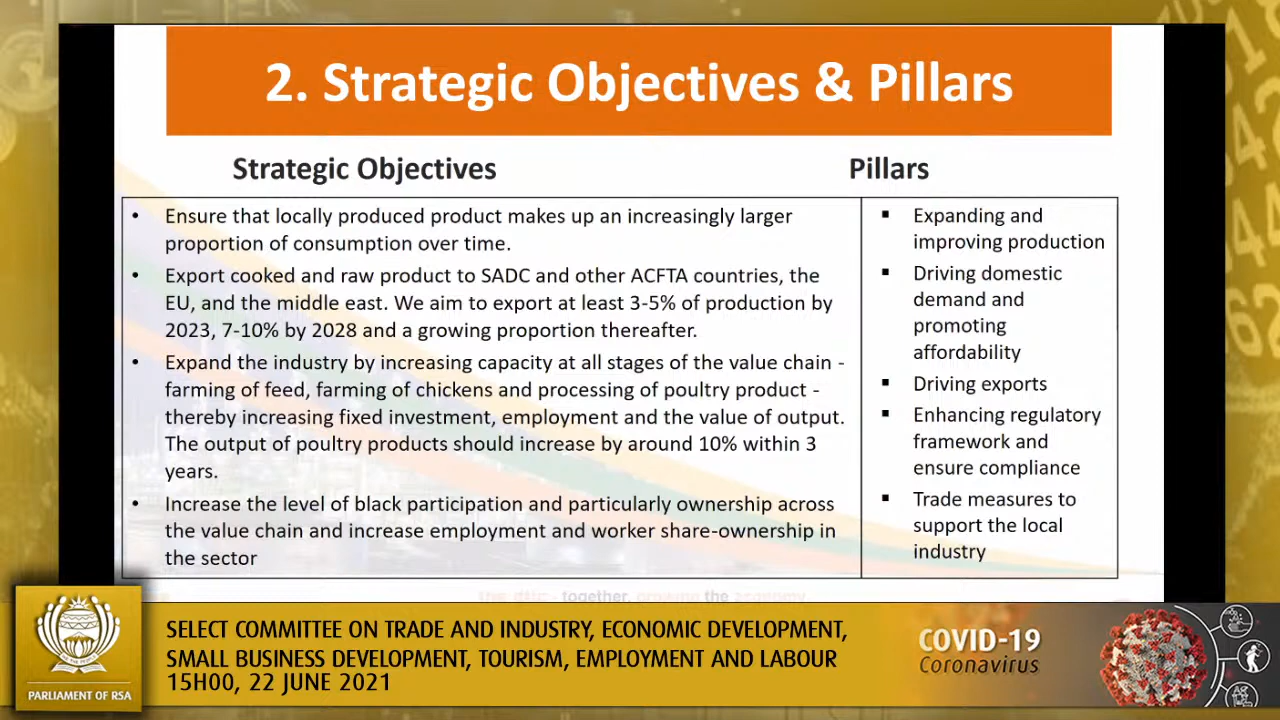 2. Strategic Objectives & Pillars
Strategic Objectives
Pillars
• Ensure that locally produced product makes up an increasingly larger
proportion of consumption over time.
• Export cooked and raw product to SADC and other ACFTA countries, the
EU, and the middle east. We aim to export at least 3-5% of production by
2023, 7-10% by 2028 and a growing proportion thereafter.
• Expand the industry by increasing capacity at all stages of the value chain -
farming of feed, farming of chickens and processing of poultry product -
thereby increasing fixed investment, employment and the value of output.
The output of poultry products should increase by around 10% within 3
years.
• Increase the level of black participation and particularly ownership across
the value chain and increase employment and worker share-ownership in
the sector
▪ Expanding and
improving production
▪ Driving domestic
demand and
promoting
affordability
▪ Driving exports
▪ Enhancing regulatory
framework and
ensure compliance
▪ Trade measures to
support the local
industry
the dtic - together, growing the economy
SELECT COMMITTEE ON TRADE AND INDUSTRY, ECONOMIC DEVELOPMENT,
SMALL BUSINESS DEVELOPMENT, TOURISM, EMPLOYMENT AND LABOUR
15H00, 22 JUNE 2021
PARLIAMENT OF RSA
COVID-19
Coronavirus